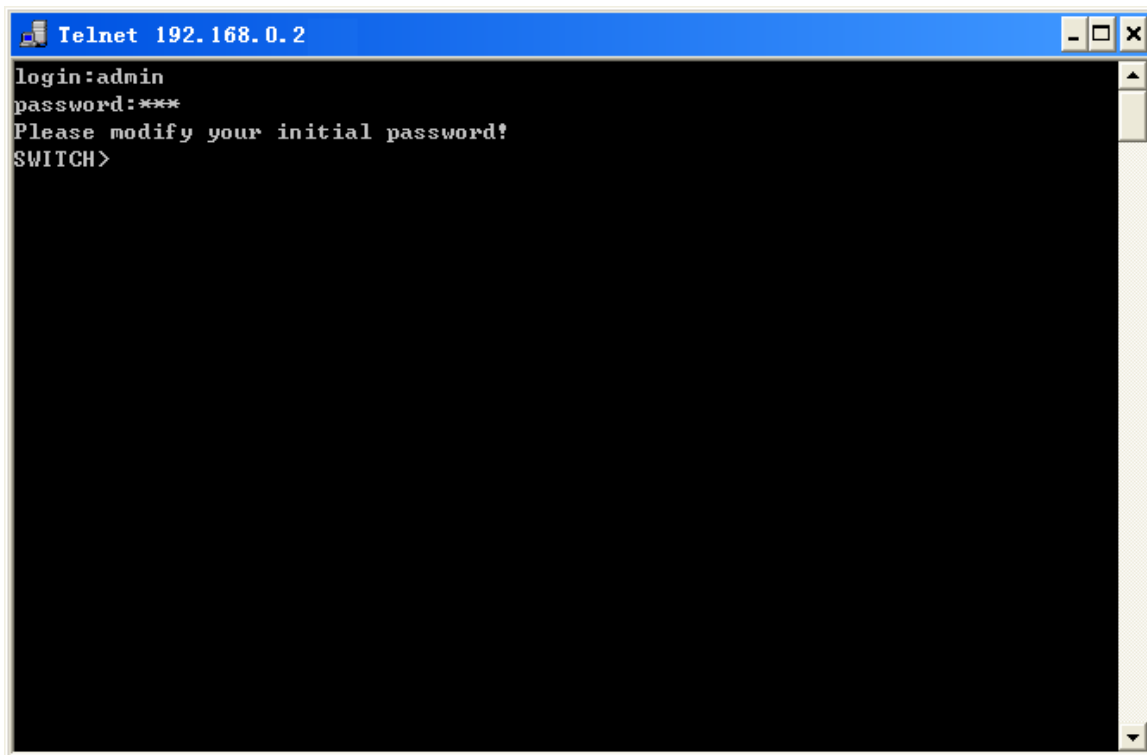 Telnet 192.168.0.2
login:admin
password:***
Please modify your initial password!
SWITCH>